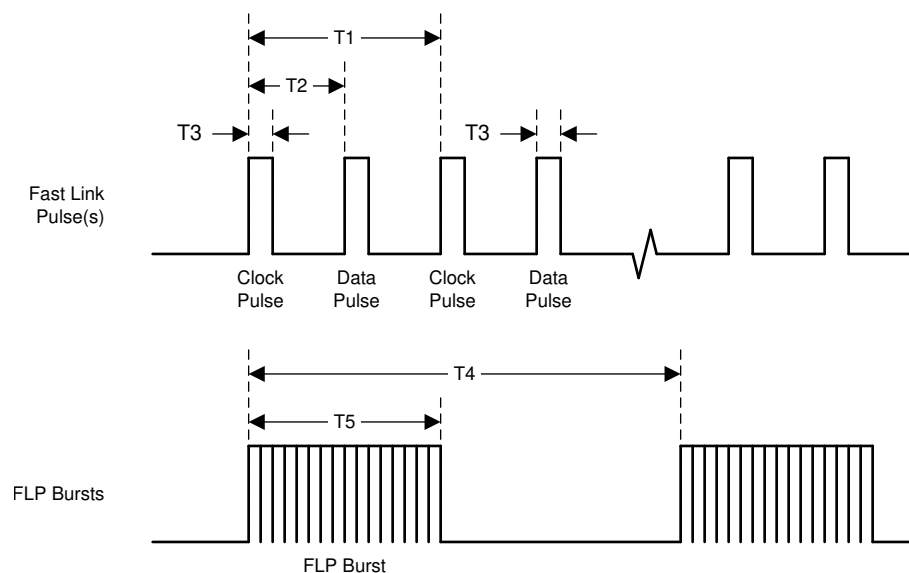 T1
T2
T3
T3
Fast Link
Pulse(s)
Clock
Pulse
Data
Pulse
Clock
Pulse
Data
Pulse
T4
T5
FLP Bursts
FLP Burst